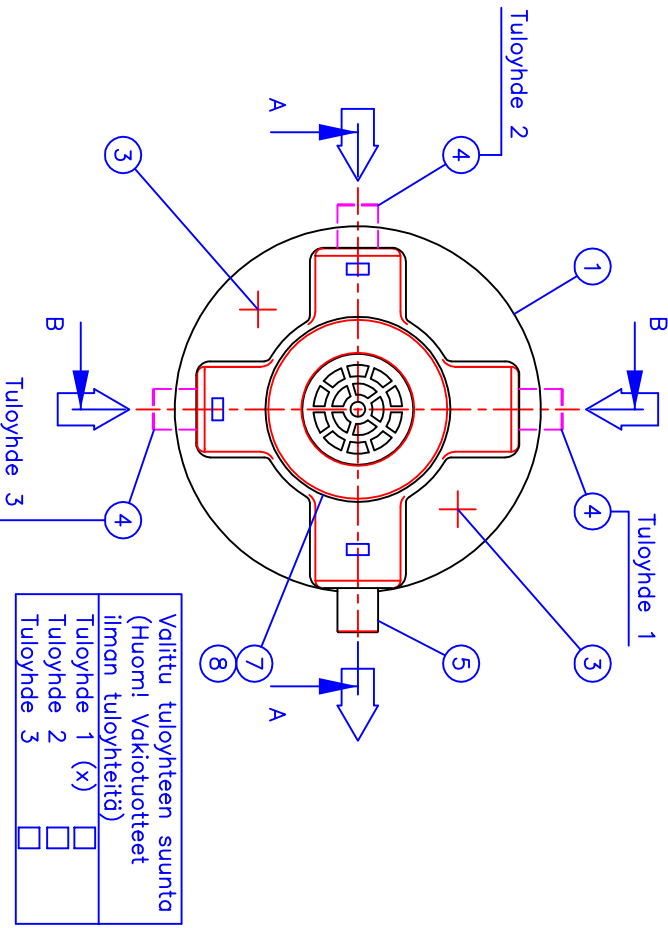 B
Tuloyhde 1
1
4
3
Tuloyhde 2
4
5
A
A
7
8
3
4
B
Tuloyhde 3
Valittu tuloyhteen suunta
(Huom! Vakiotuotteet
ilman tuloyhteitä)
Tuloyhde 1 (x)
Tuloyhde 2
Tuloyhde 3